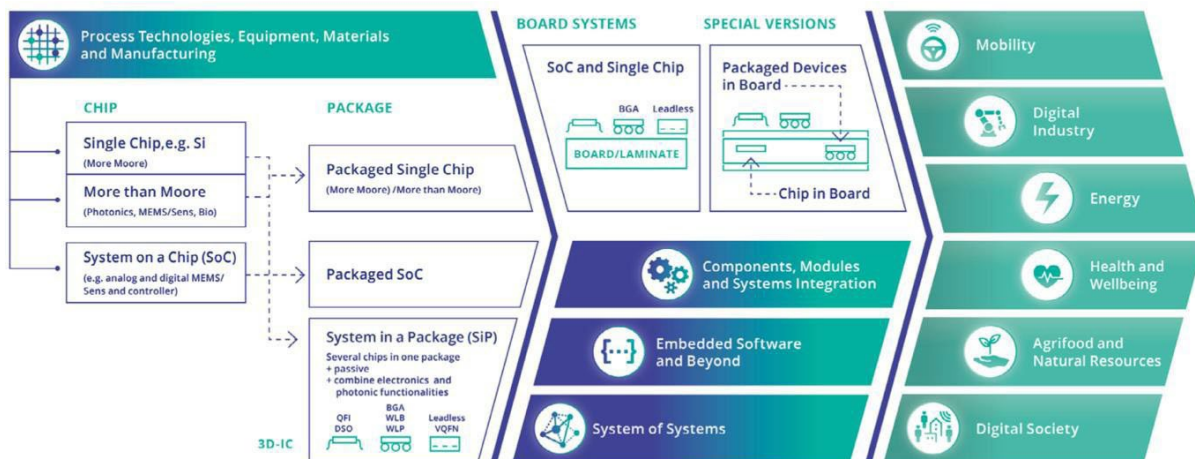 Process Technologies, Equipment, Materials
and Manufacturing
CHIP
PACKAGE
Single Chip,e.g. Si
(More Moore)
More than Moore
(Photonics, MEMS/Sens, Bio)
System on a Chip (SoC)
(e.g. analog and digital MEMS/
Sens and controller)
Packaged Single Chip
(More Moore) /More than Moore)
Packaged SoC
System in a Package (SiP)
Several chips in one package
+ passive
+ combine electronics and
photonic functionalities
QFI
DSO
BGA
WLB
WLP
Leadless
VQFN
3D-IC
BOARD SYSTEMS
SPECIAL VERSIONS
SoC and Single Chip
BGA
Leadless
BOARD/LAMINATE
Packaged Devices
in Board
Chip in Board
Components, Modules
and Systems Integration
Embedded Software
and Beyond
System of Systems
Mobility
Digital
Industry
Energy
Health and
Wellbeing
Agrifood and
Natural Resources
Digital Society